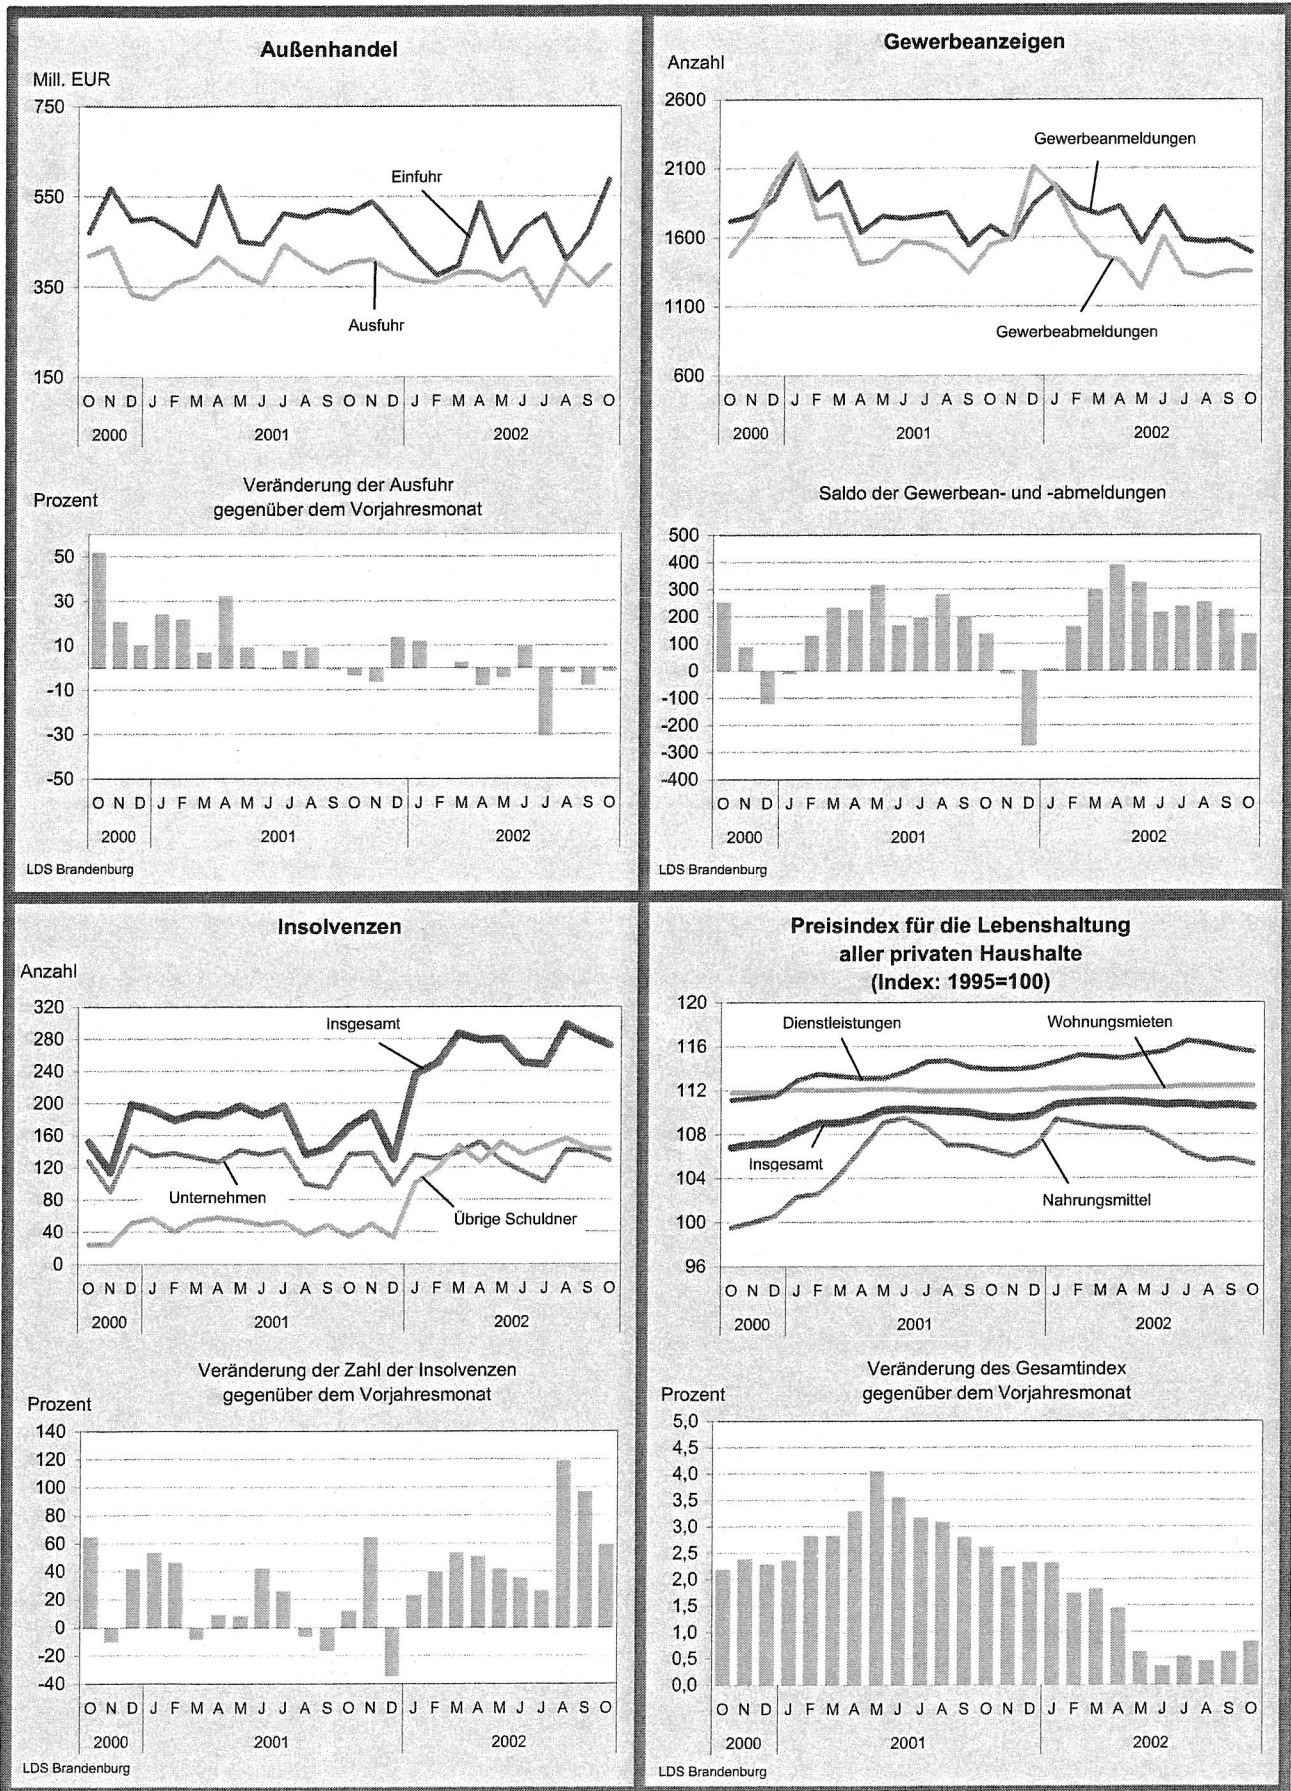 Außenhandel
Mill. EUR
750
550
350
150
Einfuhr
Ausfuhr
O N D J F M A M J J A S O N D J F M A M J J A S O
2000 2001 2002
Veränderung der Ausfuhr
gegenüber dem Vorjahresmonat
Prozent
50
30
10
-10
-30
-50
O N D J F M A M J J A S O N D J F M A M J J A S O
2000 2001 2002
LDS Brandenburg
Gewerbeanzeigen
Anzahl
2600
2100
1600
1100
600
Gewerbeanmeldungen
Gewerbeabmeldungen
O N D J F M A M J J A S O N D J F M A M J J A S O
2000 2001 2002
Saldo der Gewerbean- und -abmeldungen
500
400
300
200
100
0
-100
-200
-300
-400
O N D J F M A M J J A S O N D J F M A M J J A S O
2000 2001 2002
LDS Brandenburg
Insolvenzen
Anzahl
320
280
240
200
160
120
80
40
0
Insgesamt
Unternehmen
Übrige Schuldner
O N D J F M A M J J A S O N D J F M A M J J A S O
2000 2001 2002
Veränderung der Zahl der Insolvenzen
gegenüber dem Vorjahresmonat
Prozent
140
120
100
80
60
40
20
0
-20
-40
O N D J F M A M J J A S O N D J F M A M J J A S O
2000 2001 2002
LDS Brandenburg
Preisindex für die Lebenshaltung
aller privaten Haushalte
(Index: 1995=100)
120
116
112
108
104
100
96
Dienstleistungen
Wohnungsmieten
Insgesamt
Nahrungsmittel
O N D J F M A M J J A S O N D J F M A M J J A S O
2000 2001 2002
Veränderung des Gesamtindex
gegenüber dem Vorjahresmonat
Prozent
5,0
4,5
4,0
3,5
3,0
2,5
2,0
1,5
1,0
0,5
0,0
O N D J F M A M J J A S O N D J F M A M J J A S O
2000 2001 2002
LDS Brandenburg